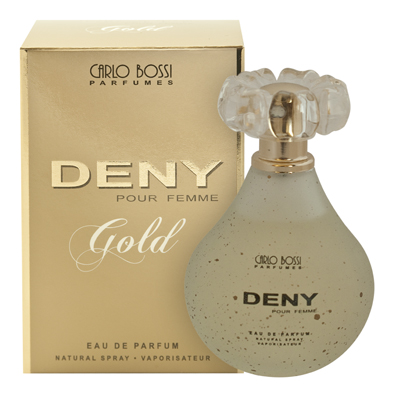 CARLO BOSSI
PARFUMES
DENY
POUR FEMME
Gold
EAU DE PARFUM
NATURAL SPRAY • VAPORISATEUR
CARLO BOSSI
PARFUMES
DENY
POUR FEMME
EAU DE PARFUM
NATURAL SPRAY
VAPORISATEUR